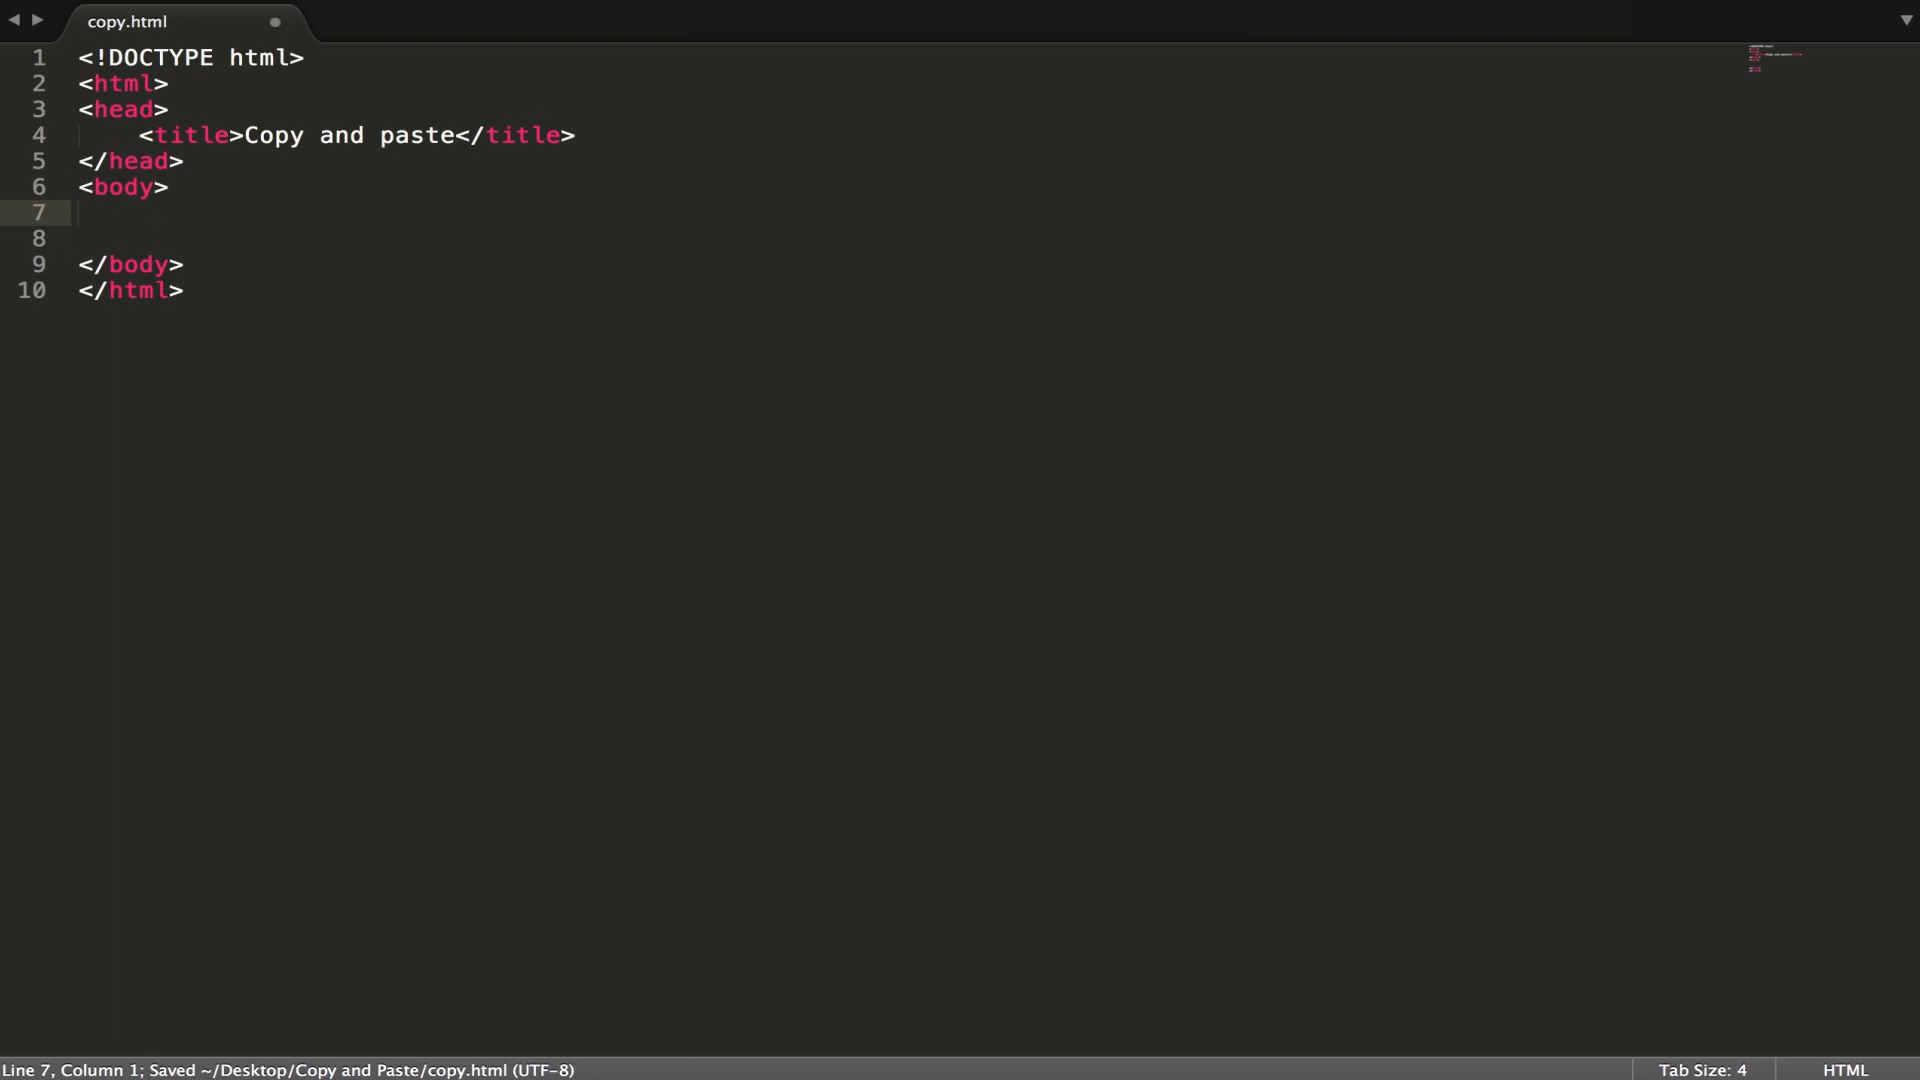 copy.html
1 <!DOCTYPE html>
2 <html>
3 <head>
4     <title>Copy and paste</title>
5 </head>
6 <body>
7
8
9 </body>
10 </html>
Line 7, Column 1; Saved ~/Desktop/Copy and Paste/copy.html (UTF-8) Tab Size: 4 HTML